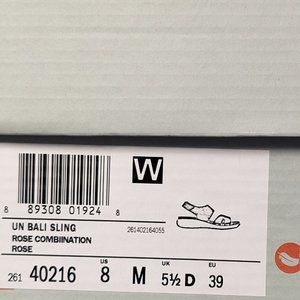 W
8 89308 01924 8
UN BALI SLING
261402164055
ROSE COMBIINATION
ROSE
US UK EU
261 40216 8 M 5½ D 39